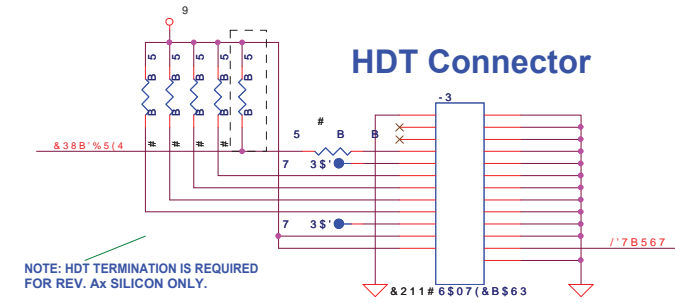 9
HDT Connector
B 5
B 5
B 5
B 5
B 5
-3
#
5 B B
&38B'%5(4
# # # #
7 3$'
7 3$'
/'7B567
NOTE: HDT TERMINATION IS REQUIRED
FOR REV. Ax SILICON ONLY.
&211#6$07(&B$63